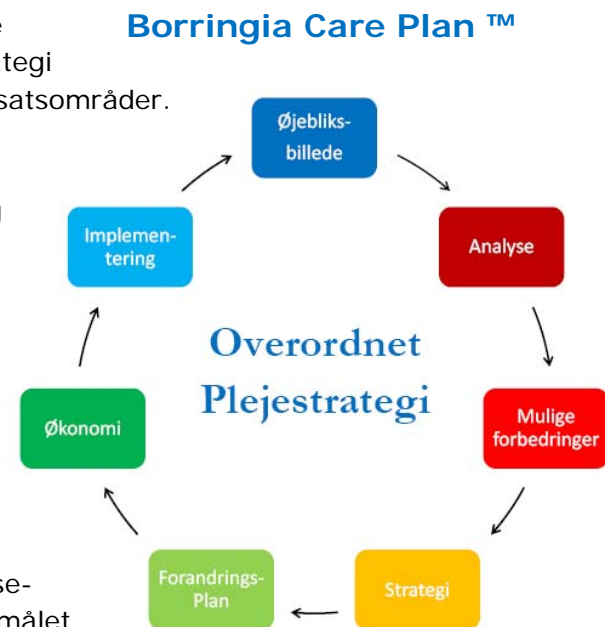 Borringia Care Plan ™
tegi
satsområder.
Øjebliks-
billede
Analyse
Mulige
forbedringer
Strategi
Forandrings-
Plan
Økonomi
Implemen-
tering
Overordnet
Plejestrategi
se-
målet